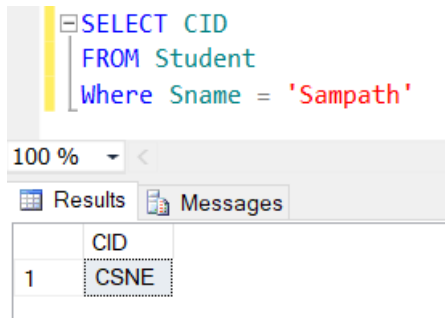 SELECT CID
FROM Student
Where Sname = 'Sampath'
100 %
Results Messages
CID
1 CSNE